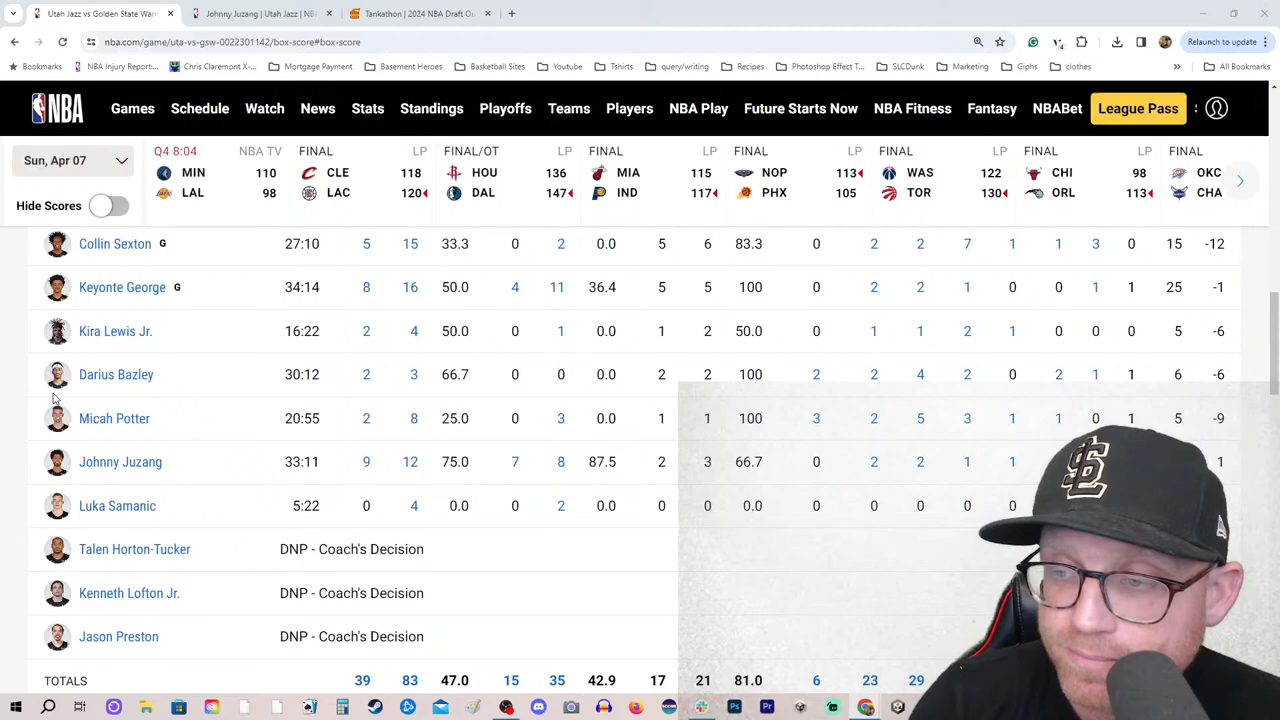 Utah Jazz vs Golden State Warr
Johnny Juzang | Utah Jazz | NBA
Tankathon | 2024 NBA Draft Or
nba.com/game/uta-vs-gsw-0022301142/box-score#box-score
Relaunch to update
Bookmarks NBA Injury Report:... Chris Claremont X-... Mortgage Payment Basement Heroes Basketball Sites Youtube Tshirts query/writing Recipes Photoshop Effect T... SLCDunk Marketing Giphs clothes All Bookmarks
NBA Games Schedule Watch News Stats Standings Playoffs Teams Players NBA Play Future Starts Now NBA Fitness Fantasy NBABet League Pass
Sun, Apr 07
Hide Scores
Q4 8:04 NBA TV
MIN 110
LAL 98
FINAL LP
CLE 118
LAC 120
FINAL/OT LP
HOU 136
DAL 147
FINAL LP
MIA 115
IND 117
FINAL LP
NOP 113
PHX 105
FINAL LP
WAS 122
TOR 130
FINAL LP
CHI 98
ORL 113
FINAL
OKC
CHA
Collin Sexton G 27:10 5 15 33.3 0 2 0.0 5 6 83.3 0 2 2 7 1 1 3 0 15 -12
Keyonte George G 34:14 8 16 50.0 4 11 36.4 5 5 100 0 2 2 1 0 0 1 1 25 -1
Kira Lewis Jr. 16:22 2 4 50.0 0 1 0.0 1 2 50.0 0 1 1 2 1 0 0 0 5 -6
Darius Bazley 30:12 2 3 66.7 0 0 0.0 2 2 100 2 2 4 2 0 2 1 1 6 -6
Micah Potter 20:55 2 8 25.0 0 3 0.0 1 1 100 3 2 5 3 1 1 0 1 5 -9
Johnny Juzang 33:11 9 12 75.0 7 8 87.5 2 3 66.7 0 2 2 1 1 1
Luka Samanic 5:22 0 4 0.0 0 2 0.0 0 0 0.0 0 0 0 0 0
Talen Horton-Tucker DNP - Coach's Decision
Kenneth Lofton Jr. DNP - Coach's Decision
Jason Preston DNP - Coach's Decision
TOTALS 39 83 47.0 15 35 42.9 17 21 81.0 6 23 29